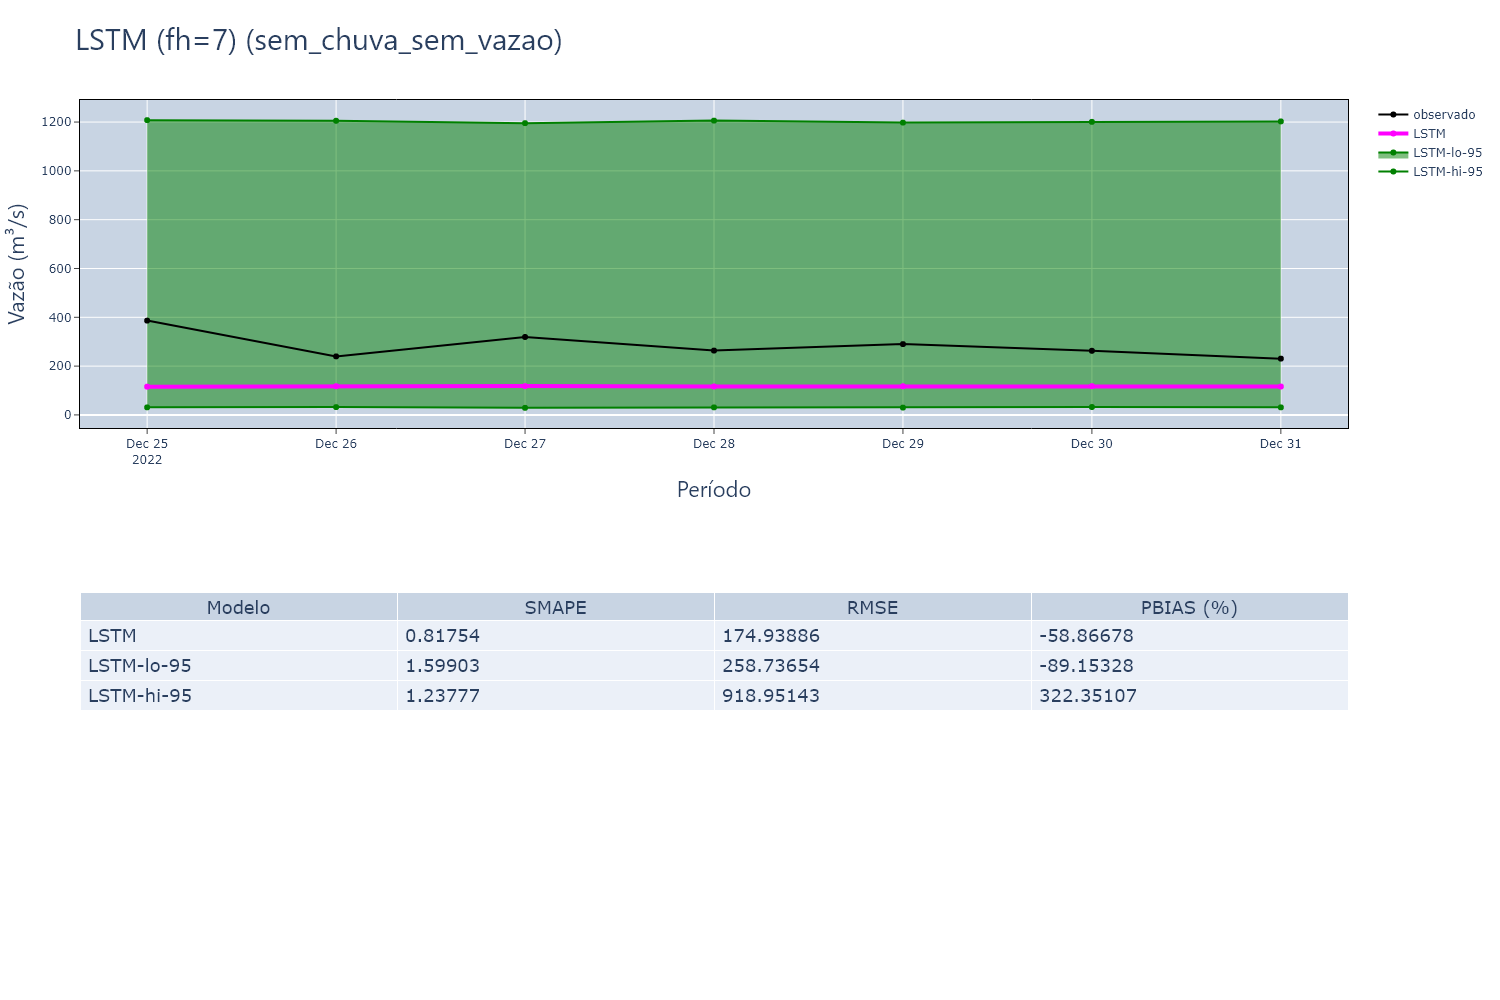 LSTM (fh=7) (sem_chuva_sem_vazao)
observado
LSTM
LSTM-lo-95
LSTM-hi-95
Vazão (m³/s)
1200
1000
800
600
400
200
0
Dec 25 Dec 26 Dec 27 Dec 28 Dec 29 Dec 30 Dec 31
2022
Período
Modelo SMAPE RMSE PBIAS (%)
LSTM 0.81754 174.93886 -58.86678
LSTM-lo-95 1.59903 258.73654 -89.15328
LSTM-hi-95 1.23777 918.95143 322.35107